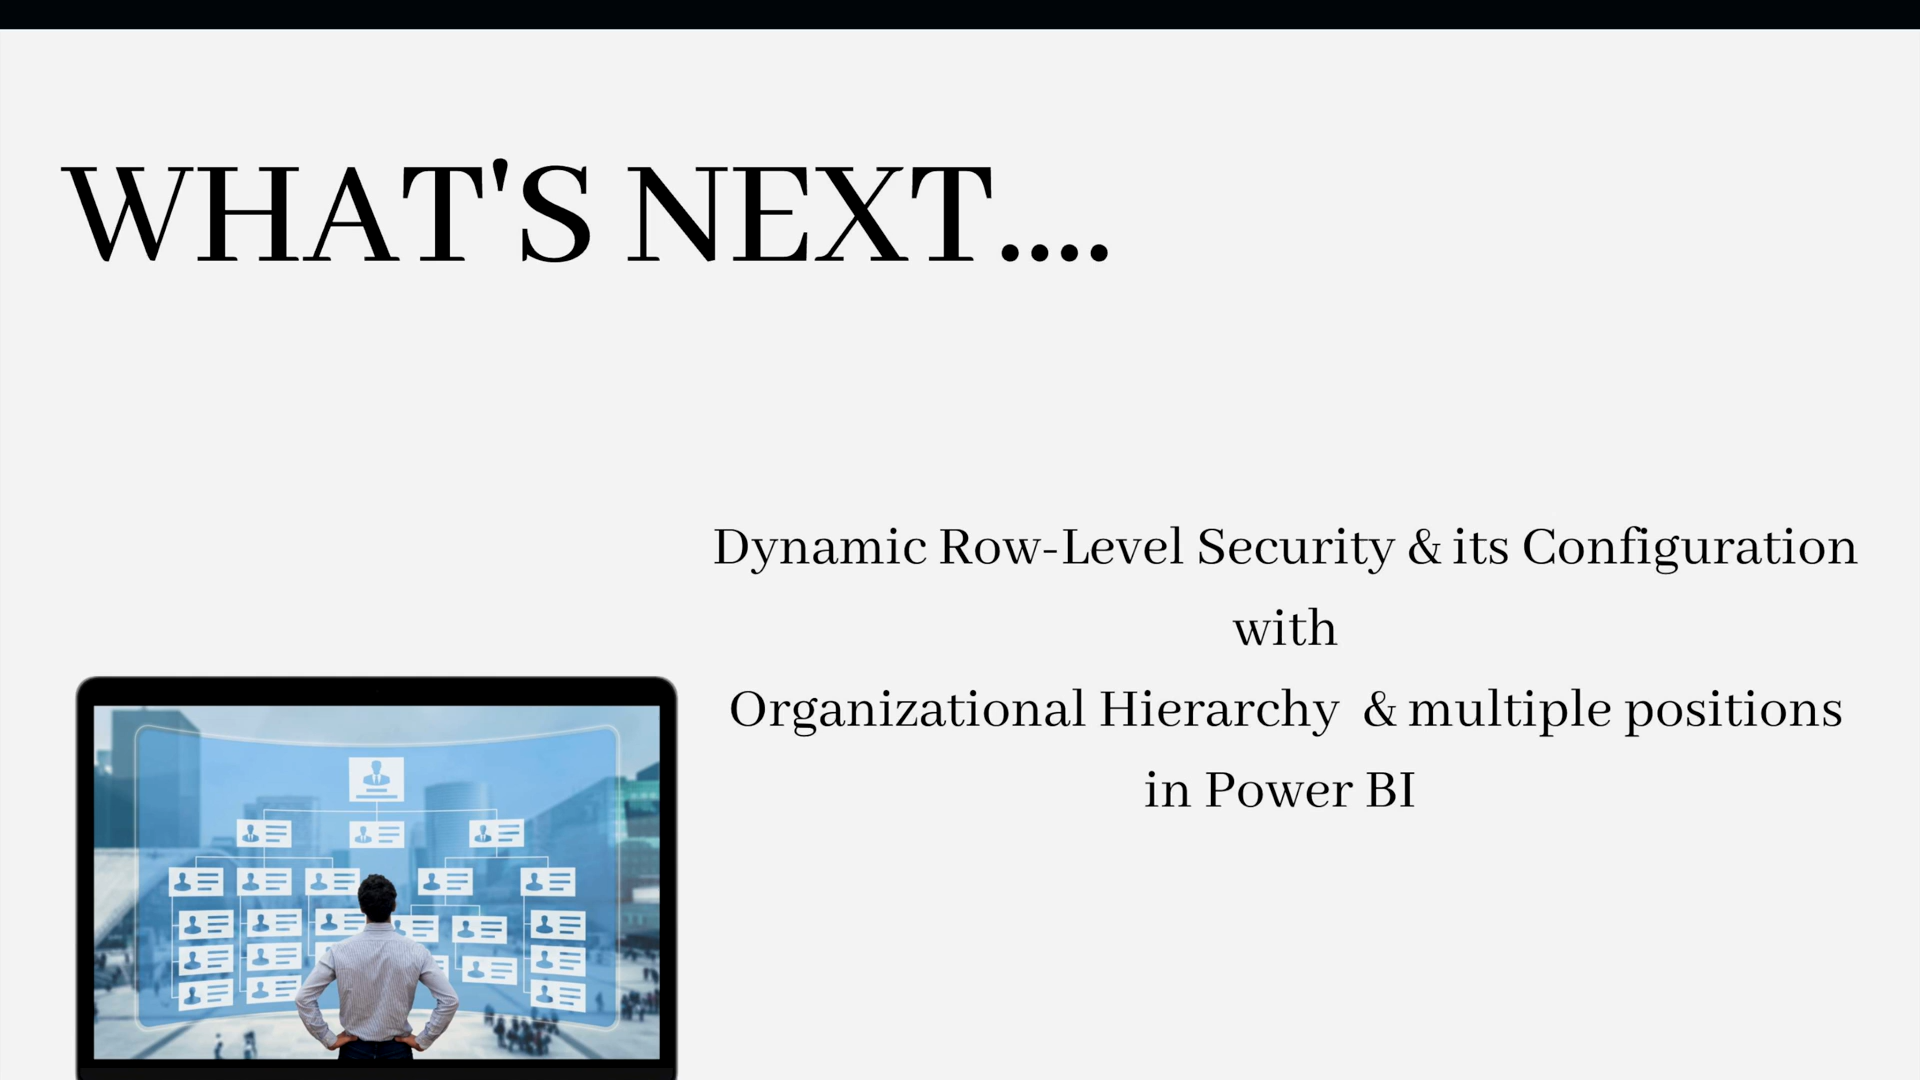 WHAT'S NEXT....
Dynamic Row-Level Security & its Configuration
with
Organizational Hierarchy & multiple positions
in Power BI